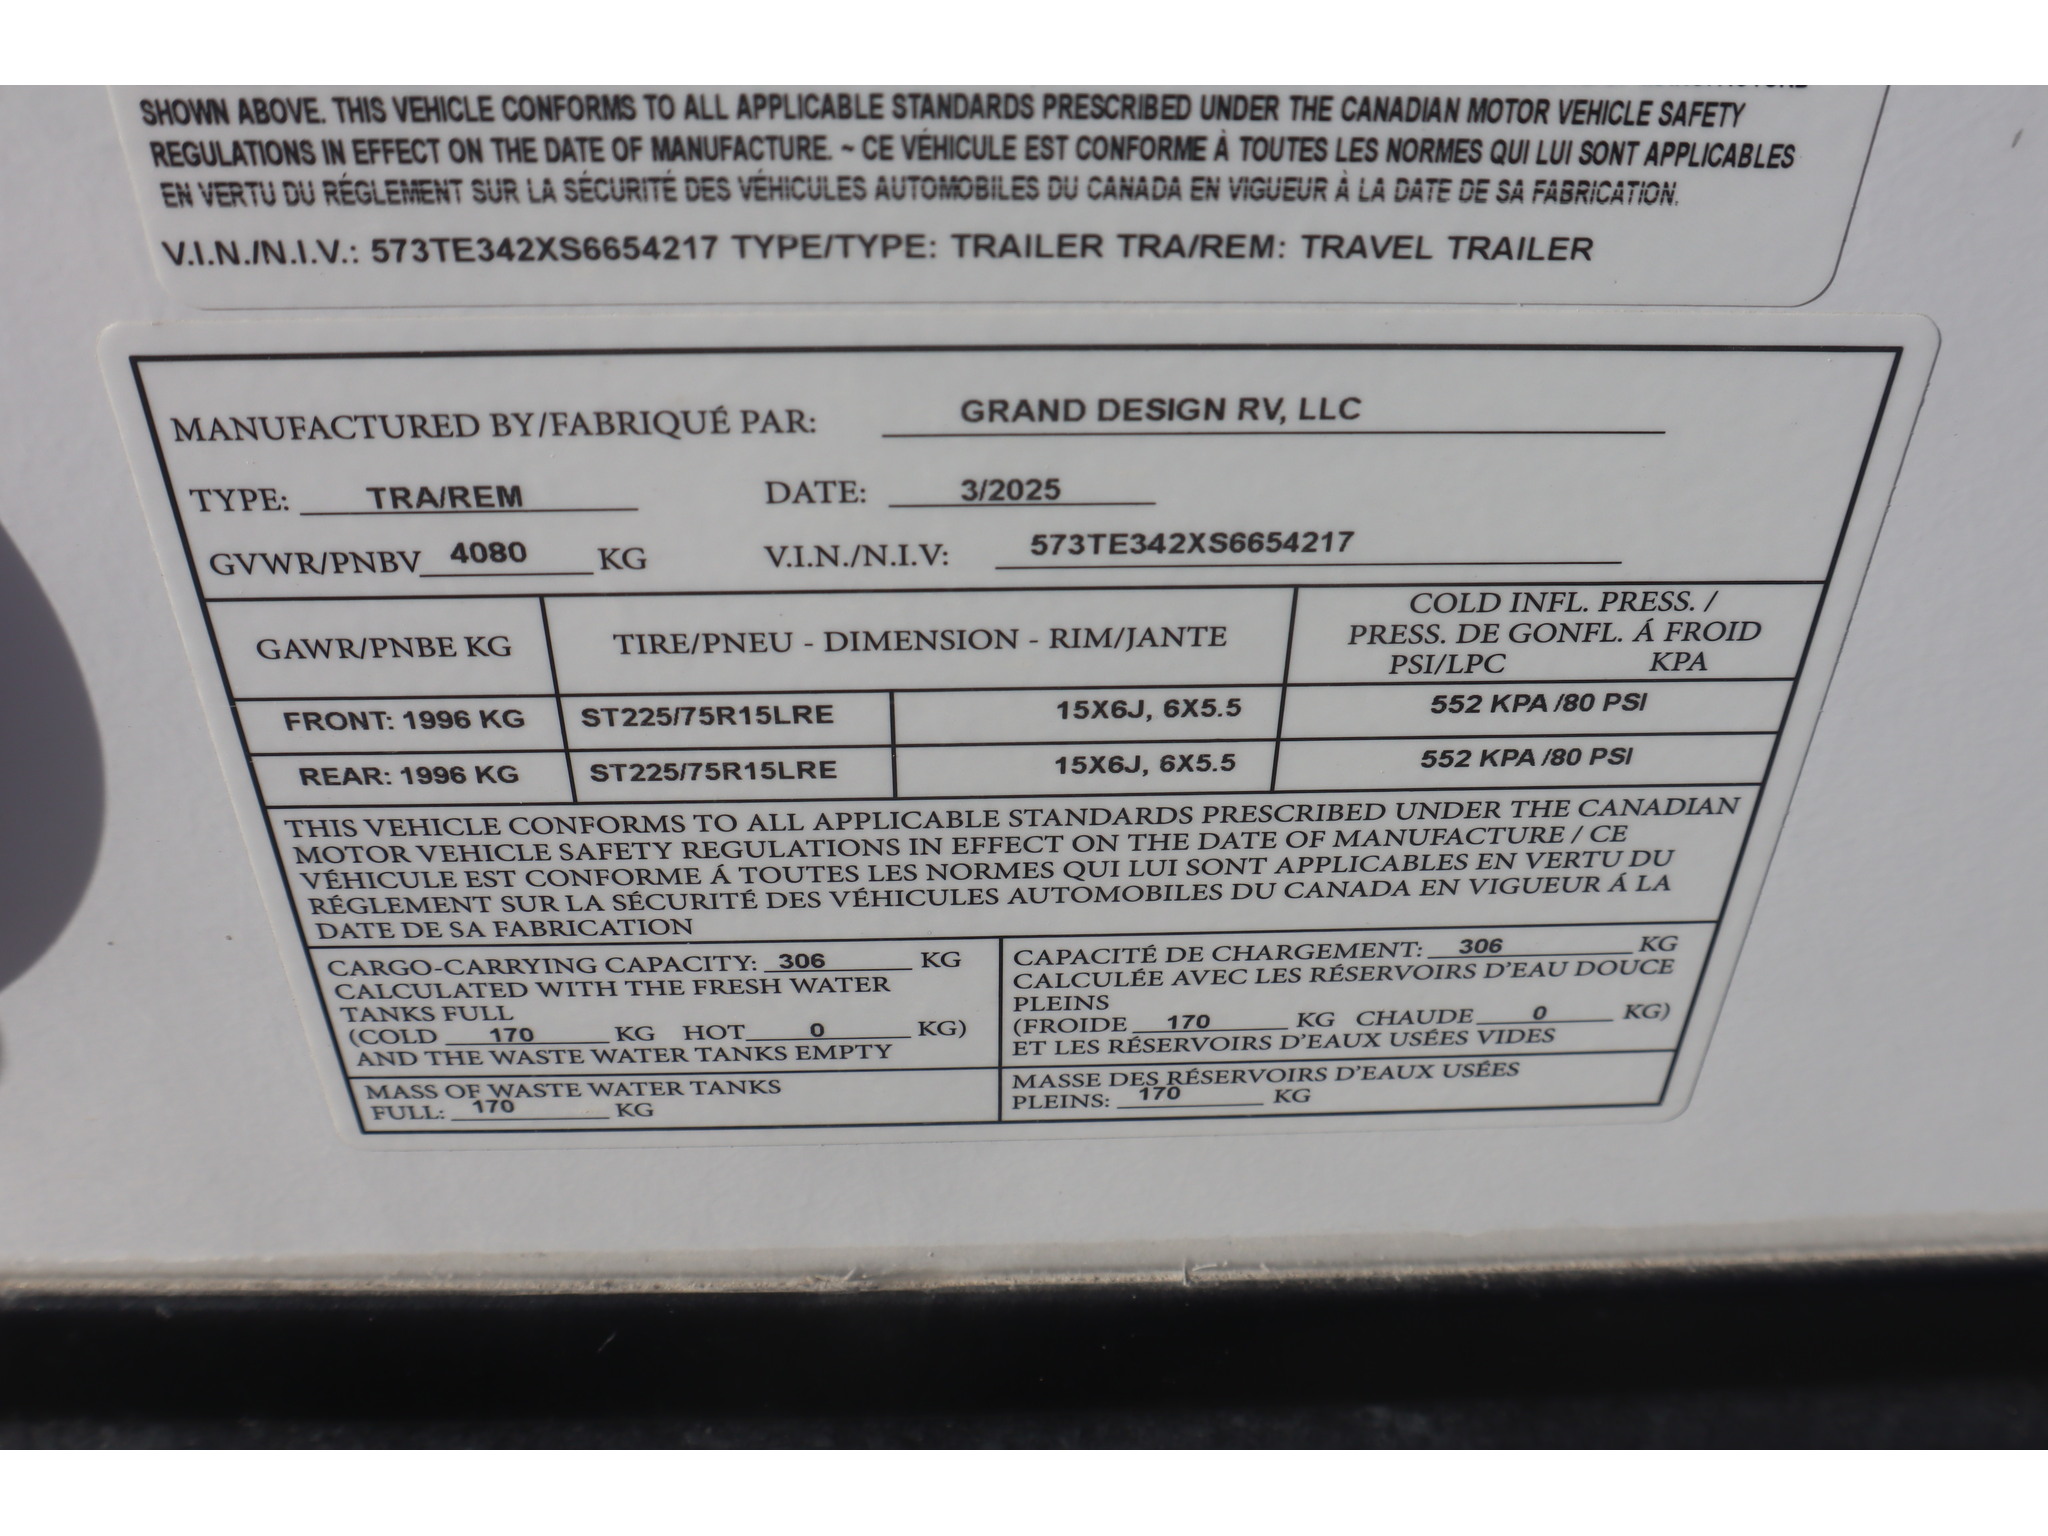 SHOWN ABOVE. THIS VEHICLE CONFORMS TO ALL APPLICABLE STANDARDS PRESCRIBED UNDER THE CANADIAN MOTOR VEHICLE SAFETY
REGULATIONS IN EFFECT ON THE DATE OF MANUFACTURE. ~ CE VÉHICULE EST CONFORME À TOUTES LES NORMES QUI LUI SONT APPLICABLES
EN VERTU DU RÉGLEMENT SUR LA SÉCURITÉ DES VÉHICULES AUTOMOBILES DU CANADA EN VIGUEUR À LA DATE DE SA FABRICATION.
V.I.N./N.I.V.: 573TE342XS6654217 TYPE/TYPE: TRAILER TRA/REM: TRAVEL TRAILER
MANUFACTURED BY/FABRIQUÉ PAR: GRAND DESIGN RV, LLC
TYPE: TRA/REM DATE: 3/2025
GVWR/PNBV 4080 KG V.I.N./N.I.V: 573TE342XS6654217
GAWR/PNBE KG TIRE/PNEU - DIMENSION - RIM/JANTE COLD INFL. PRESS. /
PRESS. DE GONFL. Á FROID
PSI/LPC KPA
FRONT: 1996 KG ST225/75R15LRE 15X6J, 6X5.5 552 KPA /80 PSI
REAR: 1996 KG ST225/75R15LRE 15X6J, 6X5.5 552 KPA /80 PSI
THIS VEHICLE CONFORMS TO ALL APPLICABLE STANDARDS PRESCRIBED UNDER THE CANADIAN
MOTOR VEHICLE SAFETY REGULATIONS IN EFFECT ON THE DATE OF MANUFACTURE / CE
VÉHICULE EST CONFORME Á TOUTES LES NORMES QUI LUI SONT APPLICABLES EN VERTU DU
RÉGLEMENT SUR LA SÉCURITÉ DES VÉHICULES AUTOMOBILES DU CANADA EN VIGUEUR Á LA
DATE DE SA FABRICATION
CARGO-CARRYING CAPACITY: 306 KG
CALCULATED WITH THE FRESH WATER
TANKS FULL
(COLD 170 KG HOT 0 KG)
AND THE WASTE WATER TANKS EMPTY
CAPACITÉ DE CHARGEMENT: 306 KG
CALCULÉE AVEC LES RÉSERVOIRS D'EAU DOUCE
PLEINS
(FROIDE 170 KG CHAUDE 0 KG)
ET LES RÉSERVOIRS D'EAUX USÉES VIDES
MASS OF WASTE WATER TANKS
FULL: 170 KG
MASSE DES RÉSERVOIRS D'EAUX USÉES
PLEINS: 170 KG